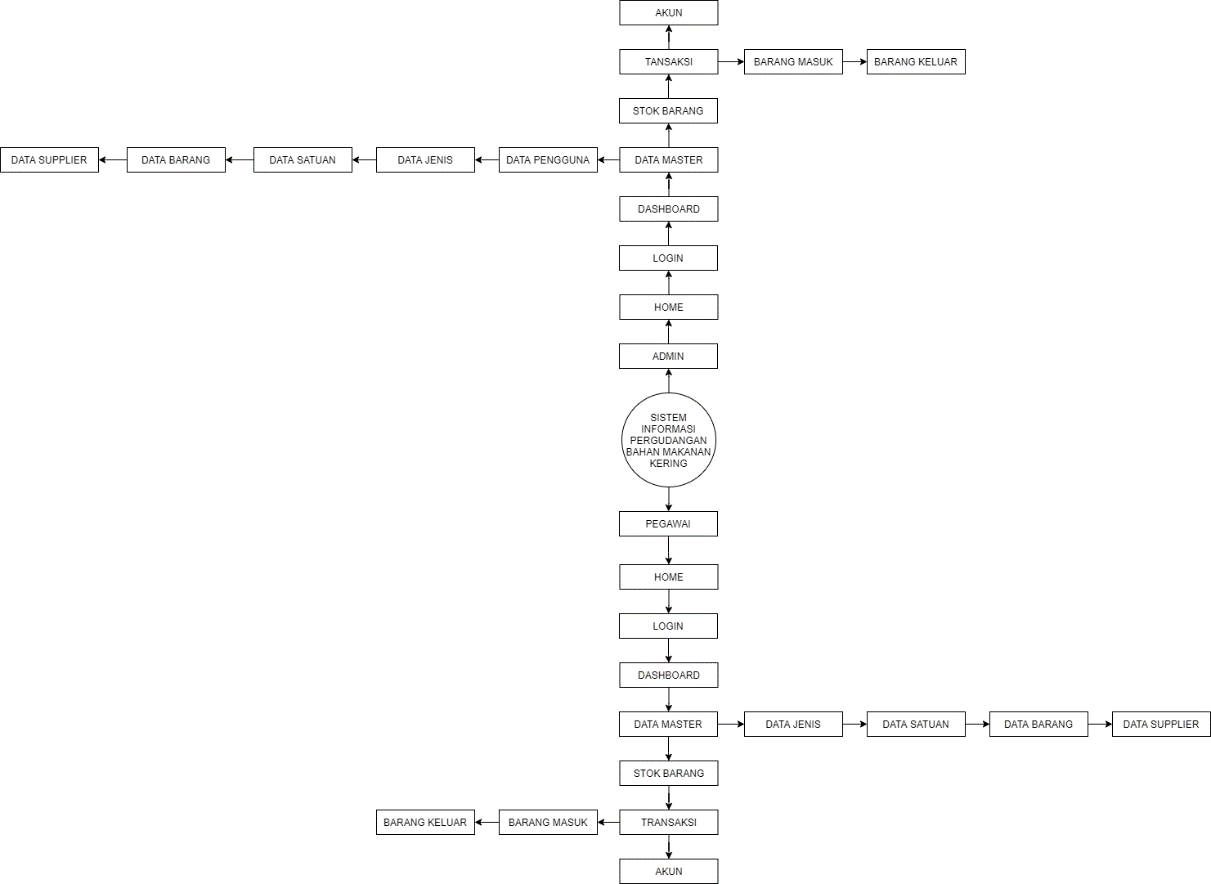 AKUN
TANSAKSI
BARANG MASUK
BARANG KELUAR
STOK BARANG
DATA SUPPLIER
DATA BARANG
DATA SATUAN
DATA JENIS
DATA PENGGUNA
DATA MASTER
DASHBOARD
LOGIN
HOME
ADMIN
SISTEM
INFORMASI
PERGUDANGAN
BAHAN MAKANAN
KERING
PEGAWAI
HOME
LOGIN
DASHBOARD
DATA MASTER
DATA JENIS
DATA SATUAN
DATA BARANG
DATA SUPPLIER
STOK BARANG
BARANG KELUAR
BARANG MASUK
TRANSAKSI
AKUN